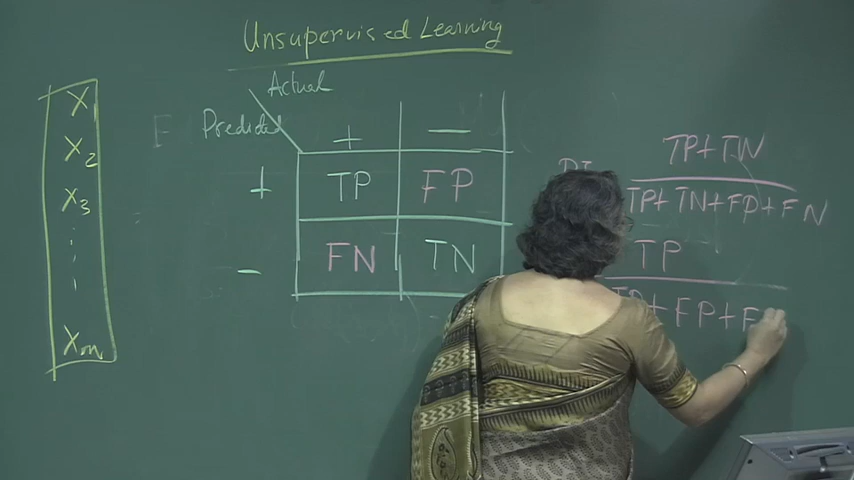 Unsupervised Learning
Actual
Predicted
+ −
+ TP FP
− FN TN
X1
X2
X3
Xm
TP+TN
TP+TN+FP+FN
TP
TP+FP+F